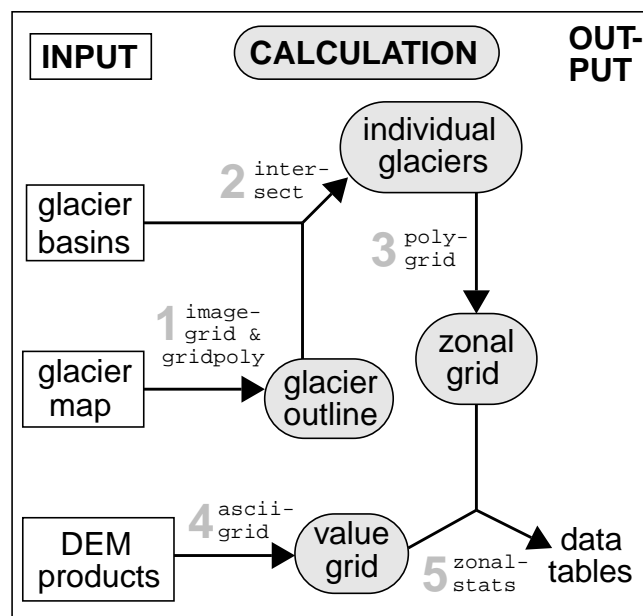 INPUT
CALCULATION
OUT-
PUT
individual
glaciers
2 inter-
sect
glacier
basins
3 poly-
grid
1 image-
grid &
gridpoly
zonal
grid
glacier
map
glacier
outline
4 ascii-
grid
DEM
products
value
grid
5 zonal-
stats
data
tables